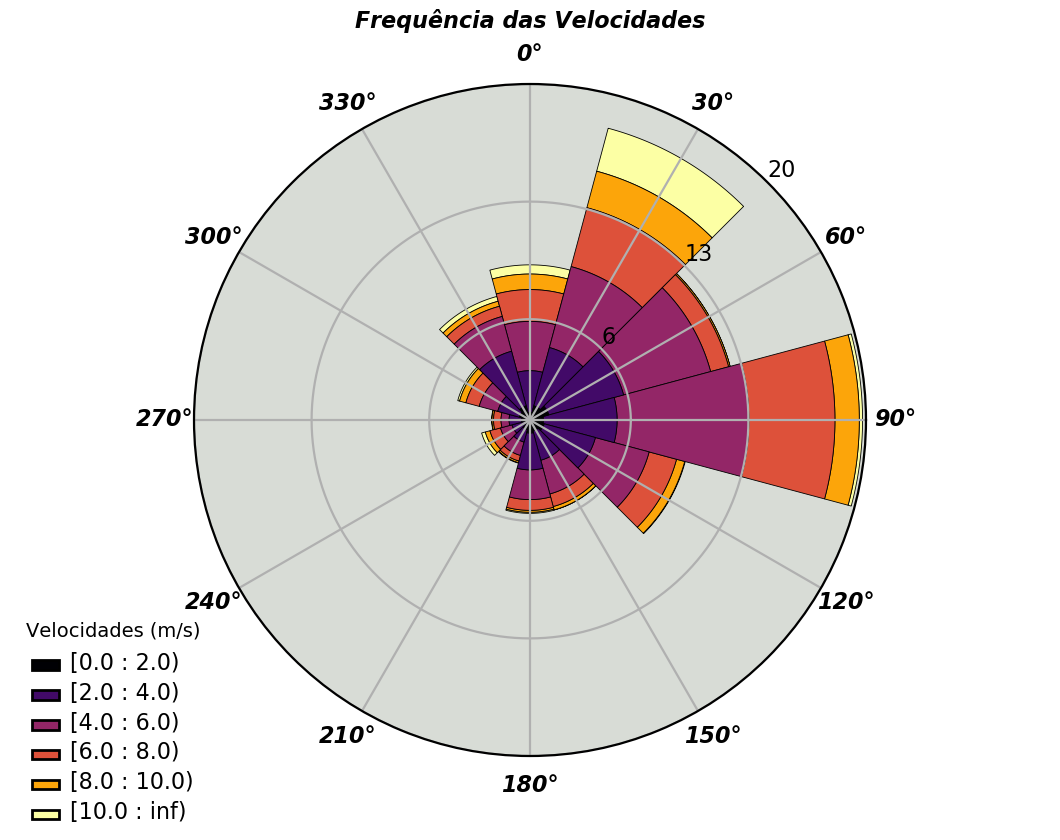 Frequência das Velocidades
0°
330°
30°
20
300°
60°
13
6
270°
90°
240°
120°
210°
150°
180°
Velocidades (m/s)
[0.0 : 2.0)
[2.0 : 4.0)
[4.0 : 6.0)
[6.0 : 8.0)
[8.0 : 10.0)
[10.0 : inf)